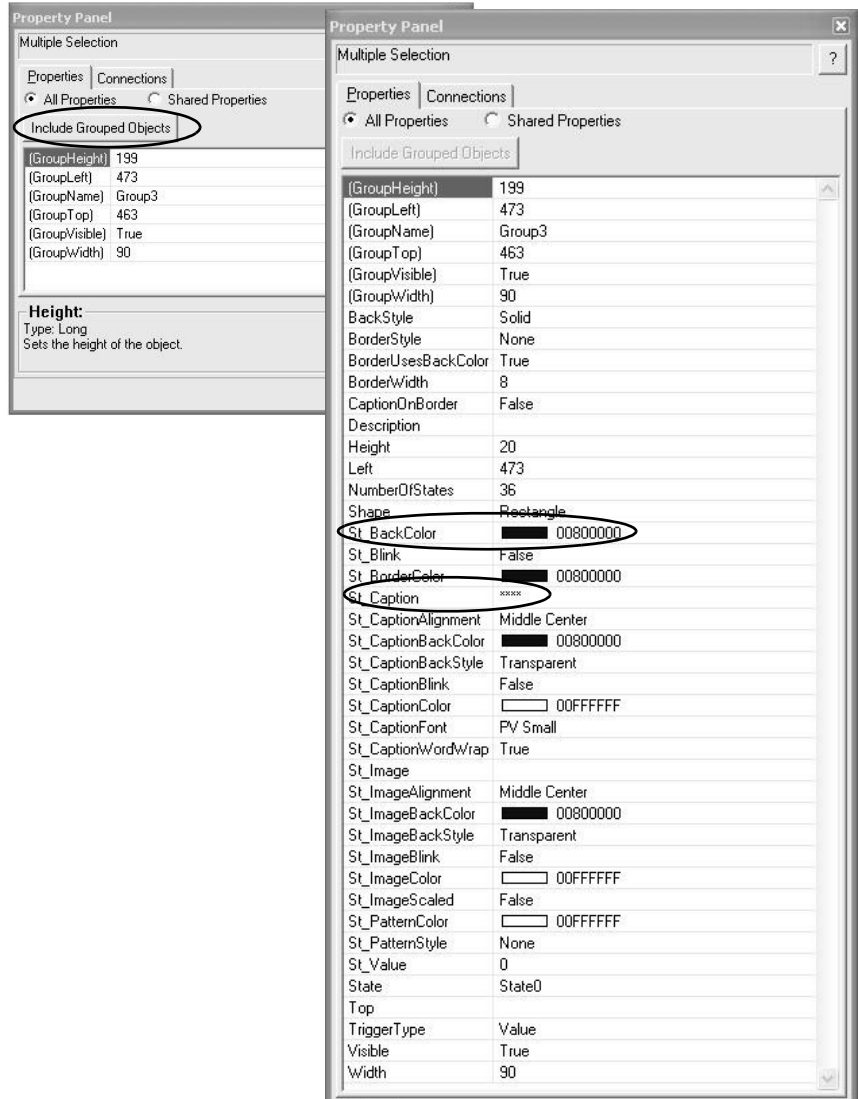 Property Panel
Multiple Selection
Properties Connections
All Properties Shared Properties
Include Grouped Objects
(GroupHeight) 199
(GroupLeft) 473
(GroupName) Group3
(GroupTop) 463
(GroupVisible) True
(GroupWidth) 90
Height:
Type: Long
Sets the height of the object.
Property Panel
Multiple Selection
?
Properties Connections
All Properties Shared Properties
Include Grouped Objects
(GroupHeight) 199
(GroupLeft) 473
(GroupName) Group3
(GroupTop) 463
(GroupVisible) True
(GroupWidth) 90
BackStyle Solid
BorderStyle None
BorderUsesBackColor True
BorderWidth 8
CaptionOnBorder False
Description
Height 20
Left 473
NumberOfStates 36
Shape Rectangle
St_BackColor 00800000
St_Blink False
St_BorderColor 00800000
St_Caption ****
St_CaptionAlignment Middle Center
St_CaptionBackColor 00800000
St_CaptionBackStyle Transparent
St_CaptionBlink False
St_CaptionColor 00FFFFFF
St_CaptionFont PV Small
St_CaptionWordWrap True
St_Image
St_ImageAlignment Middle Center
St_ImageBackColor 00800000
St_ImageBackStyle Transparent
St_ImageBlink False
St_ImageColor 00FFFFFF
St_ImageScaled False
St_PatternColor 00FFFFFF
St_PatternStyle None
St_Value 0
State State0
Top
TriggerType Value
Visible True
Width 90